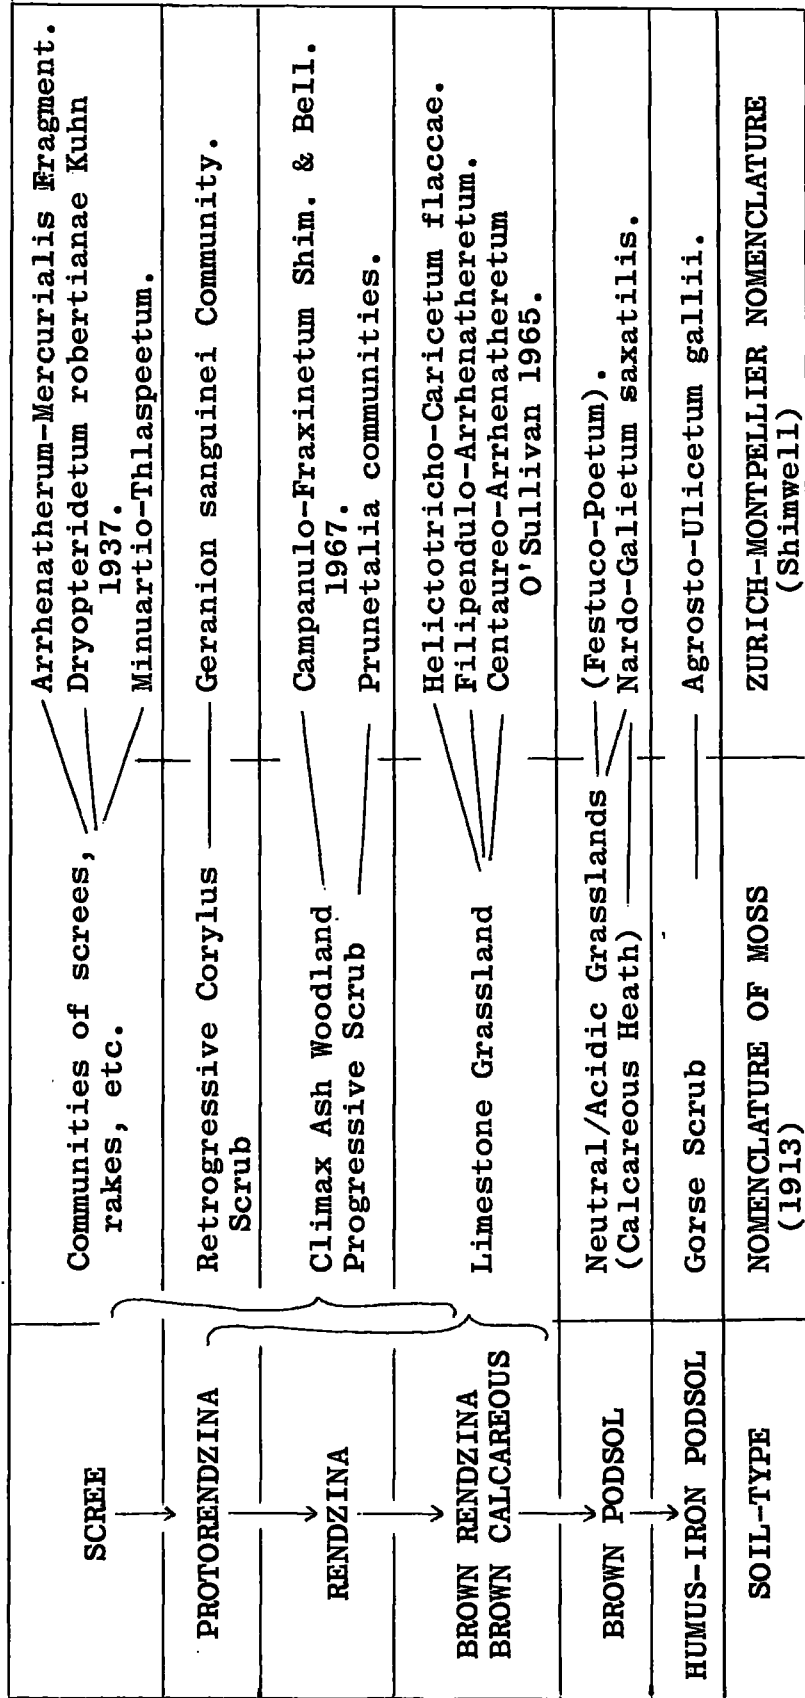 SCREE
Communities of screes,
rakes, etc.
Arrhenatherum-Mercurialis Fragment.
Dryopteridetum robertianae Kuhn
1937.
Minuartio-Thlaspeetum.
PROTORENDZINA
Retrogressive Corylus
Scrub
Geranion sanguinei Community.
RENDZINA
Climax Ash Woodland
Progressive Scrub
Campanulo-Fraxinetum Shim. & Bell.
1967.
Prunetalia communities.
BROWN RENDZINA
BROWN CALCAREOUS
Limestone Grassland
Helictotricho-Caricetum flaccae.
Filipendulo-Arrhenatheretum.
Centaureo-Arrhenatheretum
O'Sullivan 1965.
BROWN PODSOL
Neutral/Acidic Grasslands
(Calcareous Heath)
(Festuco-Poetum).
Nardo-Galietum saxatilis.
HUMUS-IRON PODSOL
Gorse Scrub
Agrosto-Ulicetum gallii.
SOIL-TYPE
NOMENCLATURE OF MOSS
(1913)
ZURICH-MONTPELLIER NOMENCLATURE
(Shimwell)